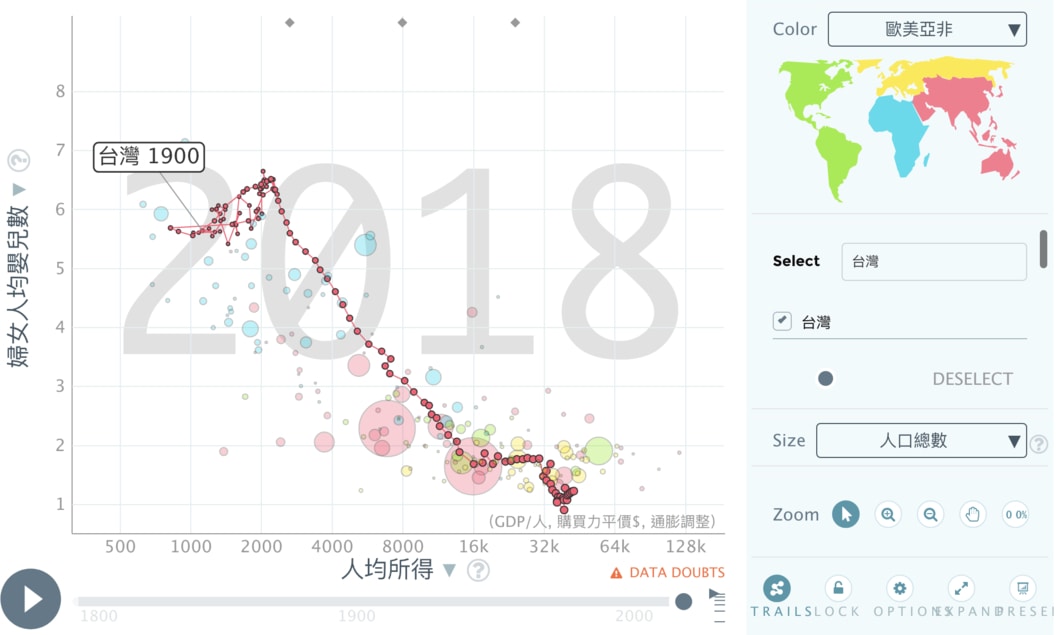 Color
歐美亞非
▼
8
7
6
5
4
3
2
1
婦女人均嬰兒數 ▼ ?
2018
台灣 1900
(GDP/人, 購買力平價$, 通膨調整)
500 1000 2000 4000 8000 16k 32k 64k 128k
人均所得 ▼ ?
DATA DOUBTS
1800 1900 2000
Select 台灣
台灣
DESELECT
Size 人口總數 ▼ ?
Zoom
TRAILS LOCK OPTIONS EXPAND PRESE